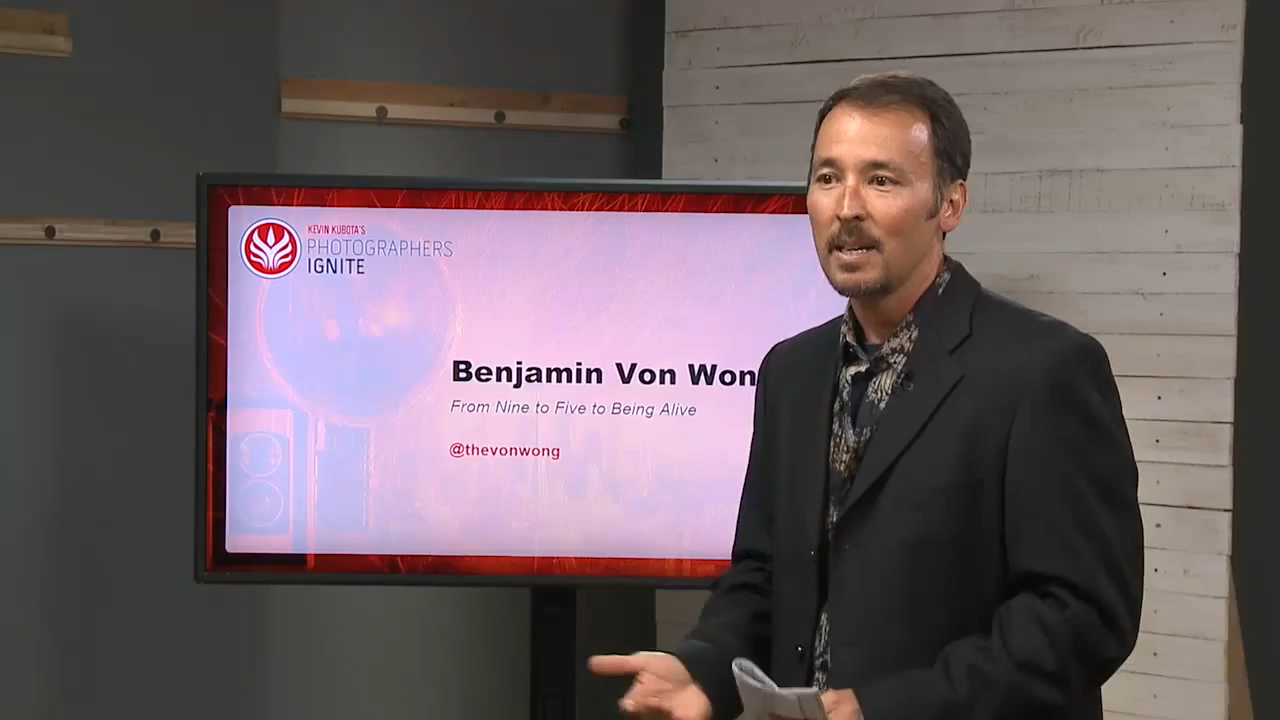 KEVIN KUBOTA'S
PHOTOGRAPHERS
IGNITE
Benjamin Von Won
From Nine to Five to Being Alive
@thevonwong